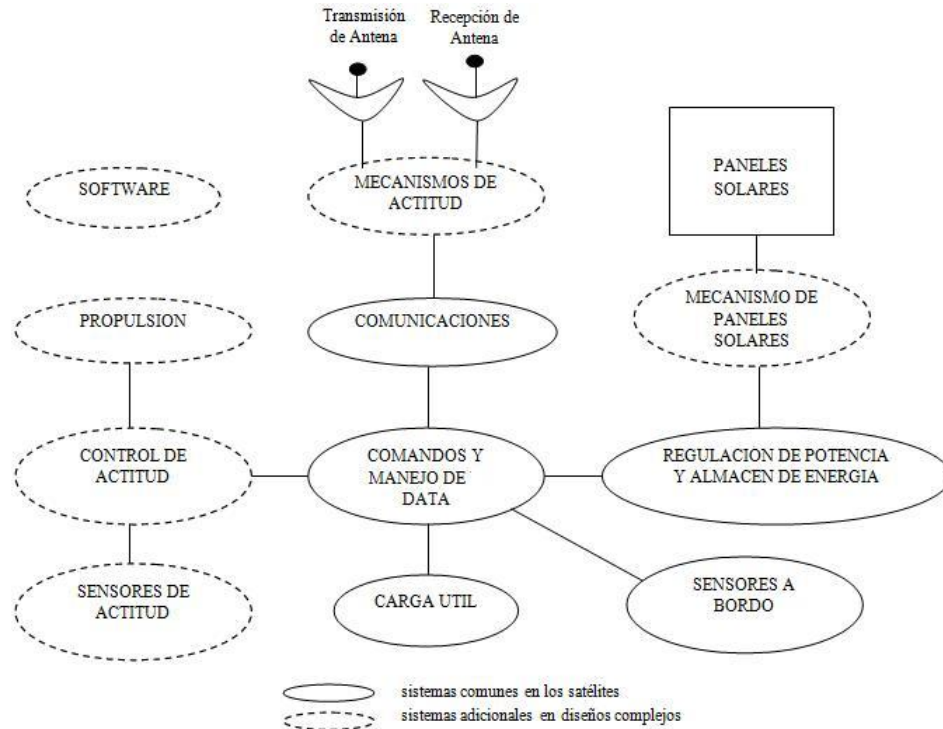 Transmisión
de Antena
Recepción de
Antena
SOFTWARE
MECANISMOS DE
ACTITUD
PANELES
SOLARES
PROPULSION
COMUNICACIONES
MECANISMO DE
PANELES
SOLARES
CONTROL DE
ACTITUD
COMANDOS Y
MANEJO DE
DATA
REGULACIÓN DE POTENCIA
Y ALMACEN DE ENERGIA
SENSORES DE
ACTITUD
CARGA UTIL
SENSORES A
BORDO
sistemas comunes en los satélites
sistemas adicionales en diseños complejos